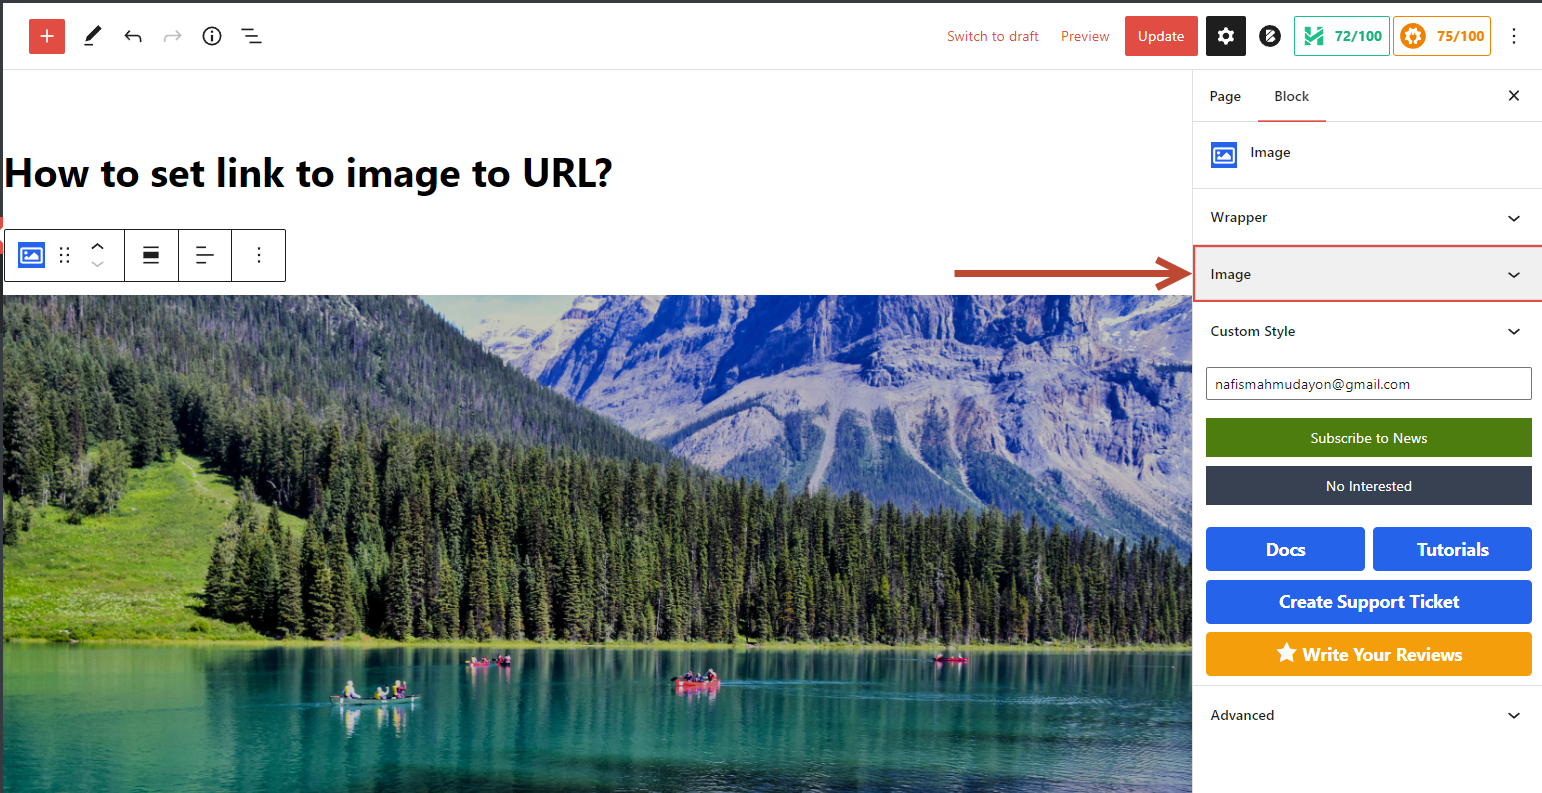 Switch to draft Preview Update 72/100 75/100
Page Block
Image
How to set link to image to URL?
Wrapper
Image
Custom Style
nafismahmudayon@gmail.com
Subscribe to News
No Interested
Docs Tutorials
Create Support Ticket
Write Your Reviews
Advanced